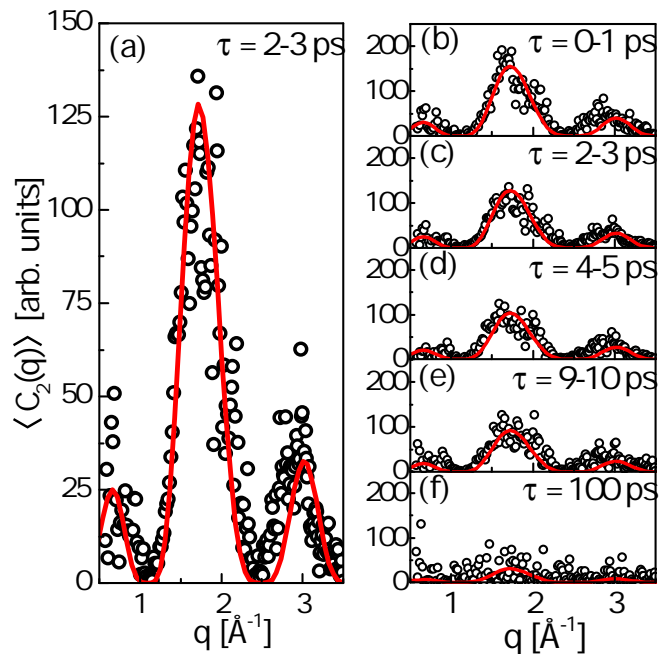 (a) τ = 2-3 ps
150
125
100
75
50
25
0
⟨C₂(q)⟩ [arb. units]
1 2 3
q [Å⁻¹]
(b) τ = 0-1 ps
200
100
0
(c) τ = 2-3 ps
200
100
0
(d) τ = 4-5 ps
200
100
0
(e) τ = 9-10 ps
200
100
0
(f) τ = 100 ps
200
100
0
1 2 3
q [Å⁻¹]